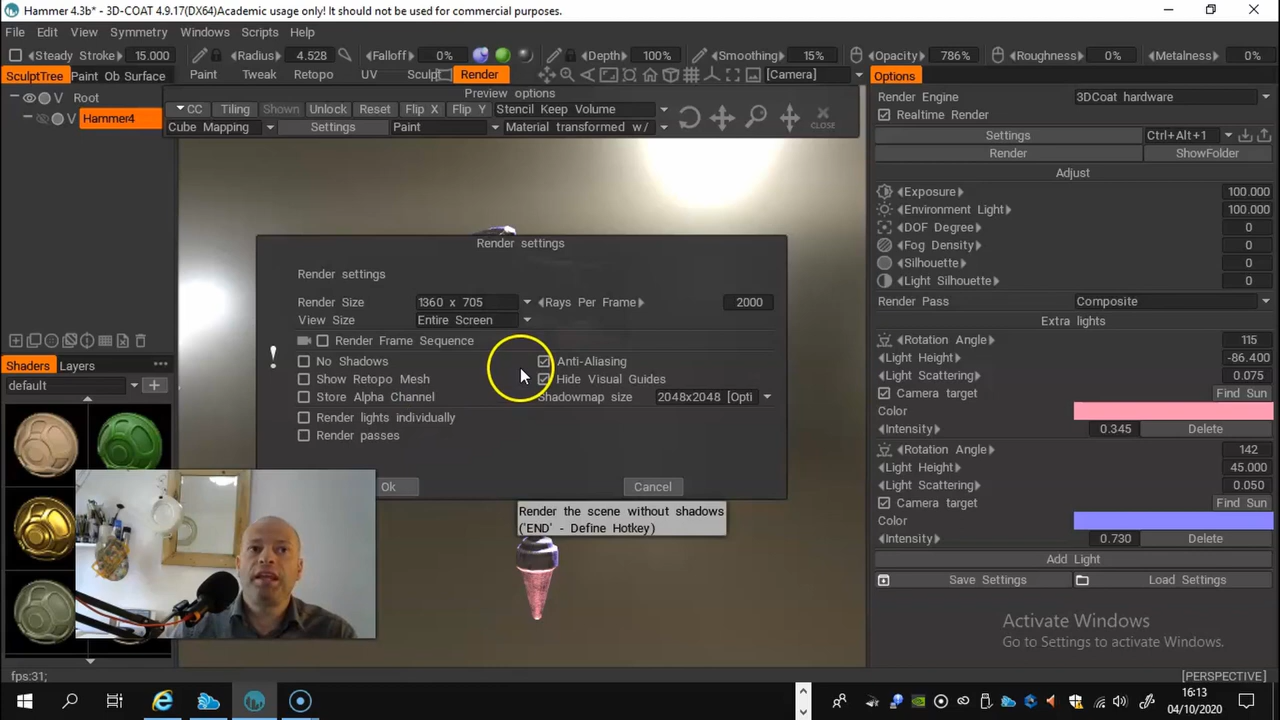 Hammer 4.3b* - 3D-COAT 4.9.17(DX64)Academic usage only! It should not be used for commercial purposes.
File Edit View Symmetry Windows Scripts Help
Steady Stroke 15.000 Radius 4.528 Falloff 0% Depth 100% Smoothing 15% Opacity 786% Roughness 0% Metalness 0%
SculptTree Paint Ob Surface Paint Tweak Retopo UV Sculpt Render [Camera] Options
Root
Hammer4
Preview options
CC Tiling Shown Unlock Reset Flip X Flip Y Stencil Keep Volume
Cube Mapping Settings Paint Material transformed w/ CLOSE
Render Engine 3DCoat hardware
Realtime Render
Settings Ctrl+Alt+1
Render ShowFolder
Adjust
Exposure 100.000
Environment Light 100.000
DOF Degree 0
Fog Density 0
Silhouette 0
Light Silhouette 0
Render Pass Composite
Extra lights
Rotation Angle 115
Light Height -86.400
Light Scattering 0.075
Camera target Find Sun
Color
Intensity 0.345 Delete
Rotation Angle 142
Light Height 45.000
Light Scattering 0.050
Camera target Find Sun
Color
Intensity 0.730 Delete
Add Light
Save Settings Load Settings
Render settings
Render settings
Render Size 1360 x 705 Rays Per Frame 2000
View Size Entire Screen
Render Frame Sequence
No Shadows Anti-Aliasing
Show Retopo Mesh Hide Visual Guides
Store Alpha Channel Shadowmap size 2048x2048 [Opti
Render lights individually
Render passes
Ok Cancel
Render the scene without shadows
('END' - Define Hotkey)
Shaders Layers
default
Activate Windows
Go to Settings to activate Windows.
fps:31; [PERSPECTIVE]
16:13
04/10/2020